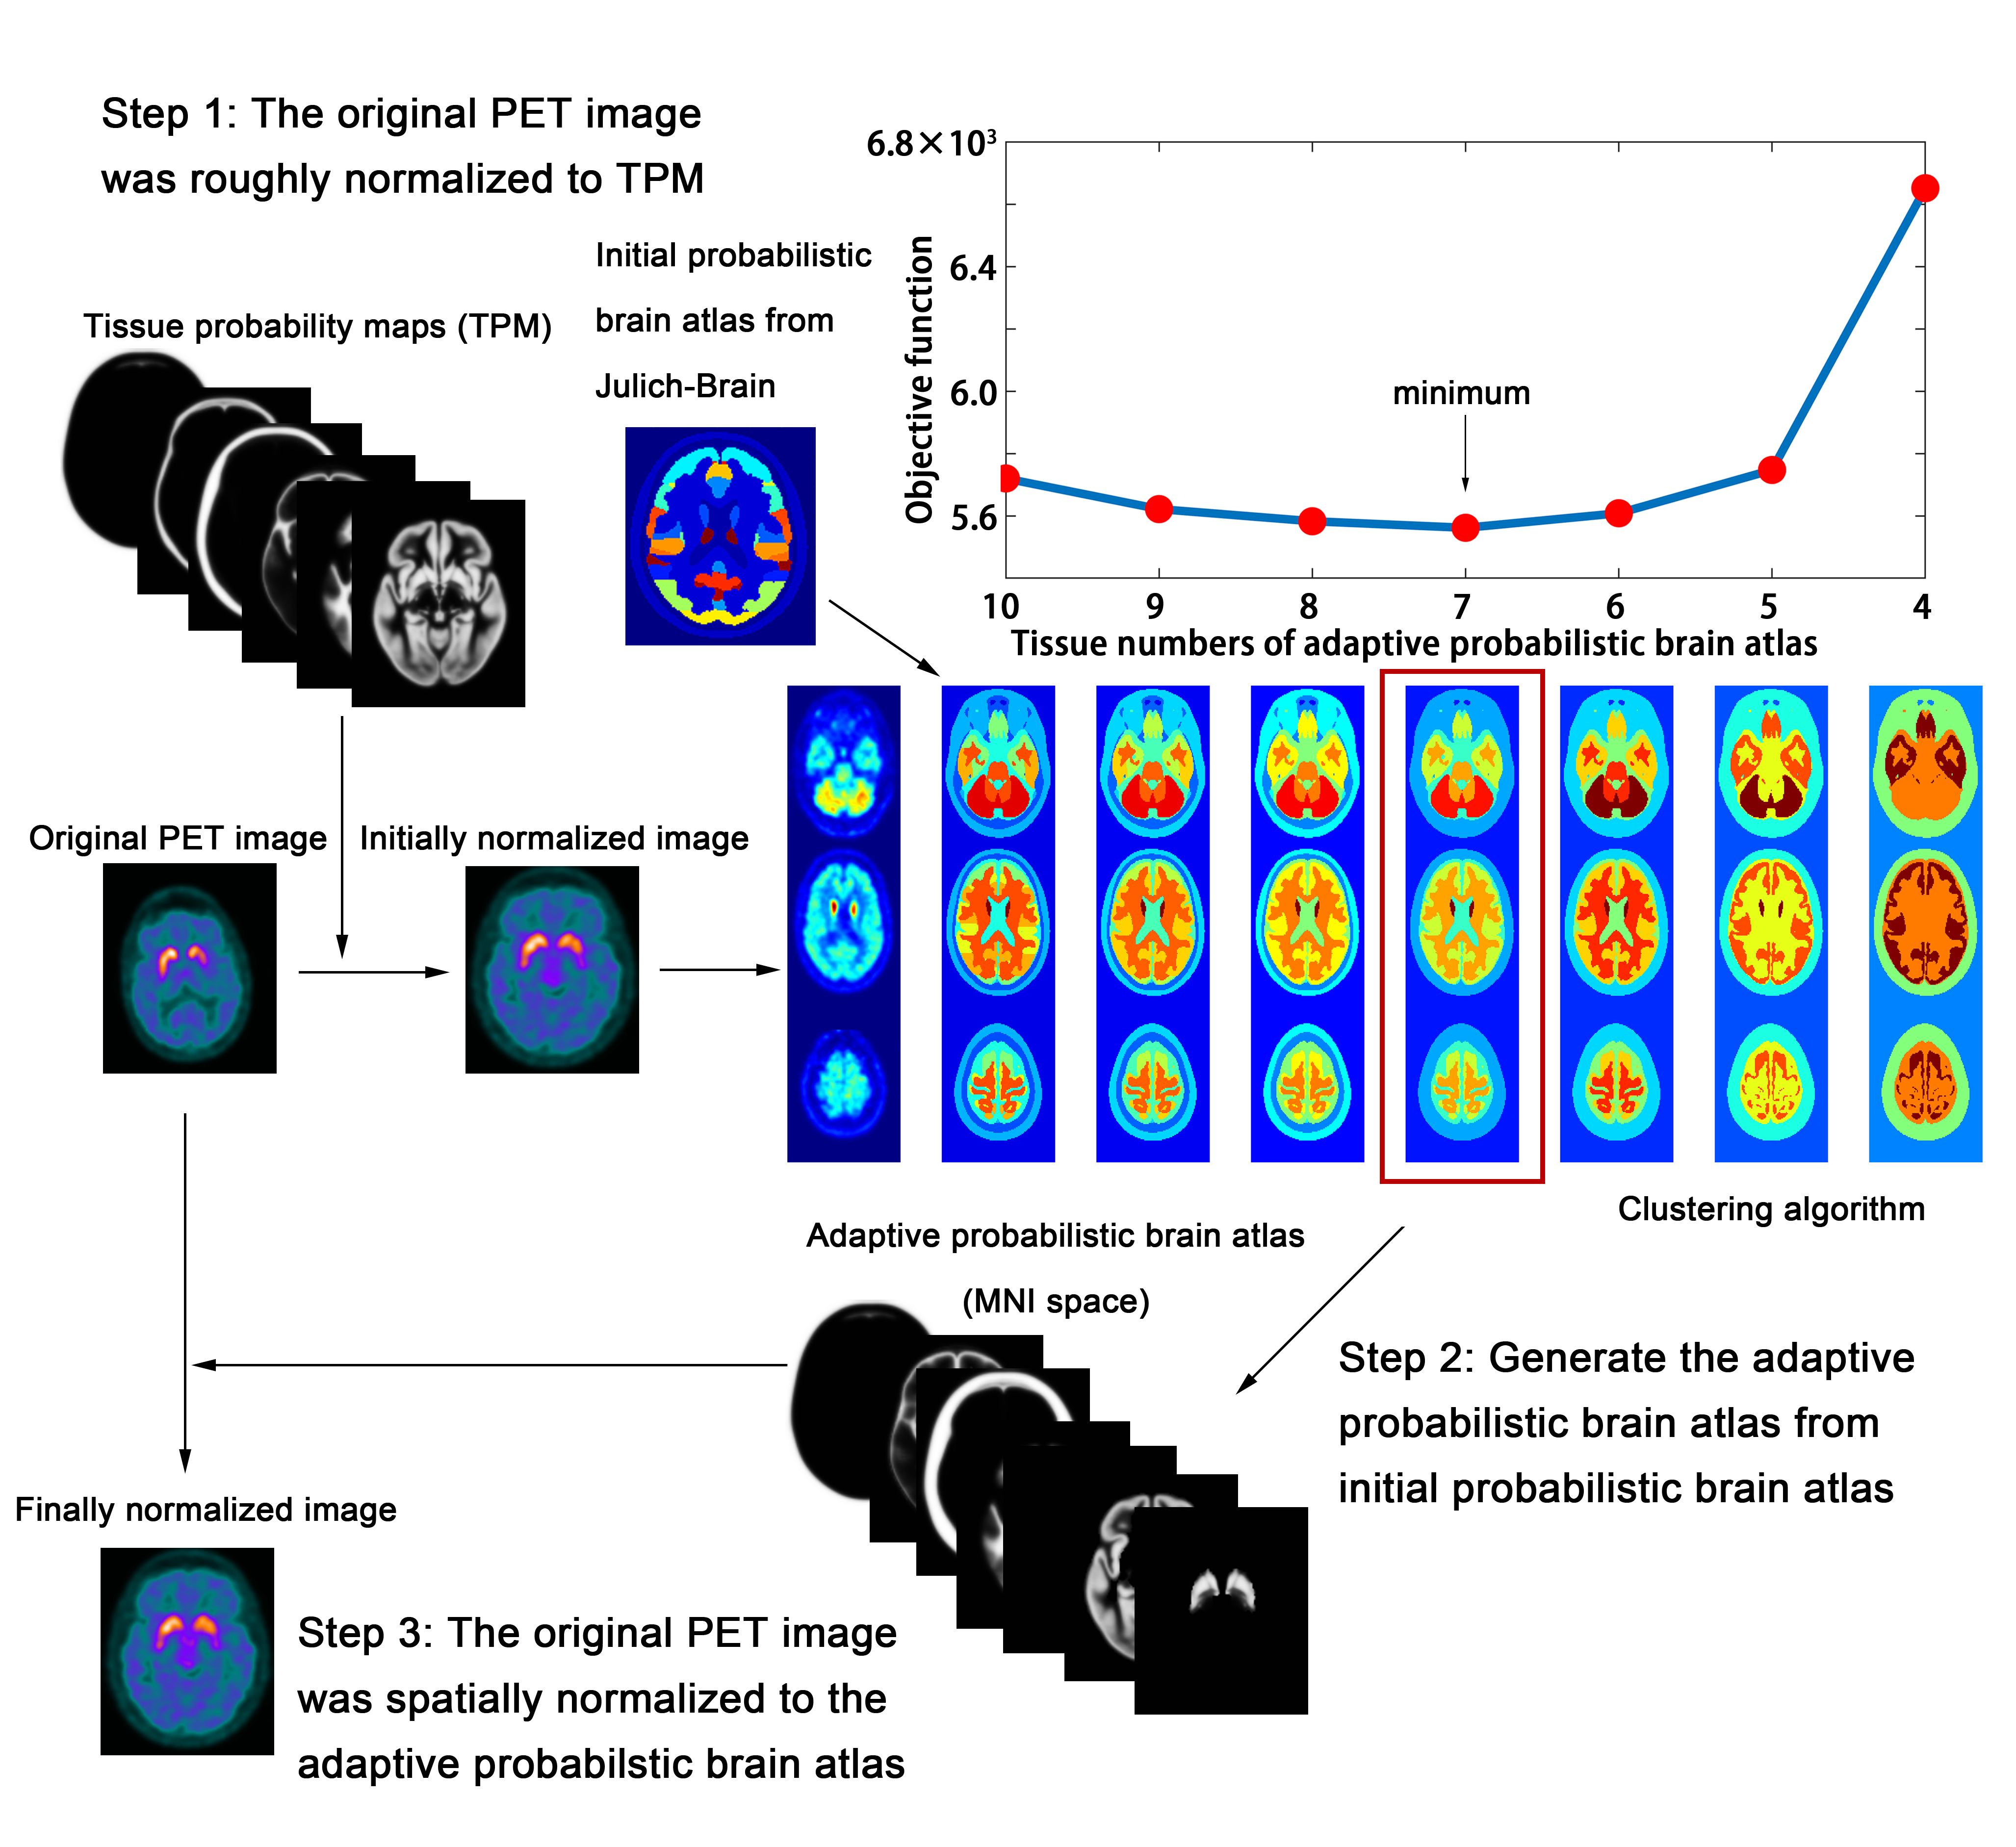 Step 1: The original PET image
was roughly normalized to TPM
Tissue probability maps (TPM)
Initial probabilistic
brain atlas from
Julich-Brain
6.8×10³
6.4
6.0
5.6
Objective function
minimum
10 9 8 7 6 5 4
Tissue numbers of adaptive probabilistic brain atlas
Original PET image
Initially normalized image
Clustering algorithm
Adaptive probabilistic brain atlas
(MNI space)
Step 2: Generate the adaptive
probabilistic brain atlas from
initial probabilistic brain atlas
Finally normalized image
Step 3: The original PET image
was spatially normalized to the
adaptive probabilstic brain atlas